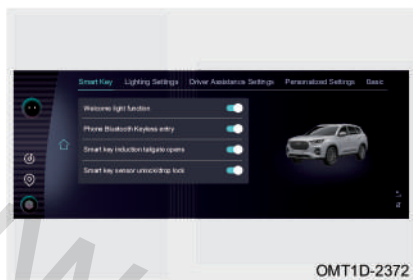 Smart Key Lighting Settings Driver Assistance Settings Personalized Settings Basic
Welcome light function
Phone Bluetooth Keyless entry
Smart key induction tailgate opens
Smart key sensor unlock/drop lock
OMT1D-2372